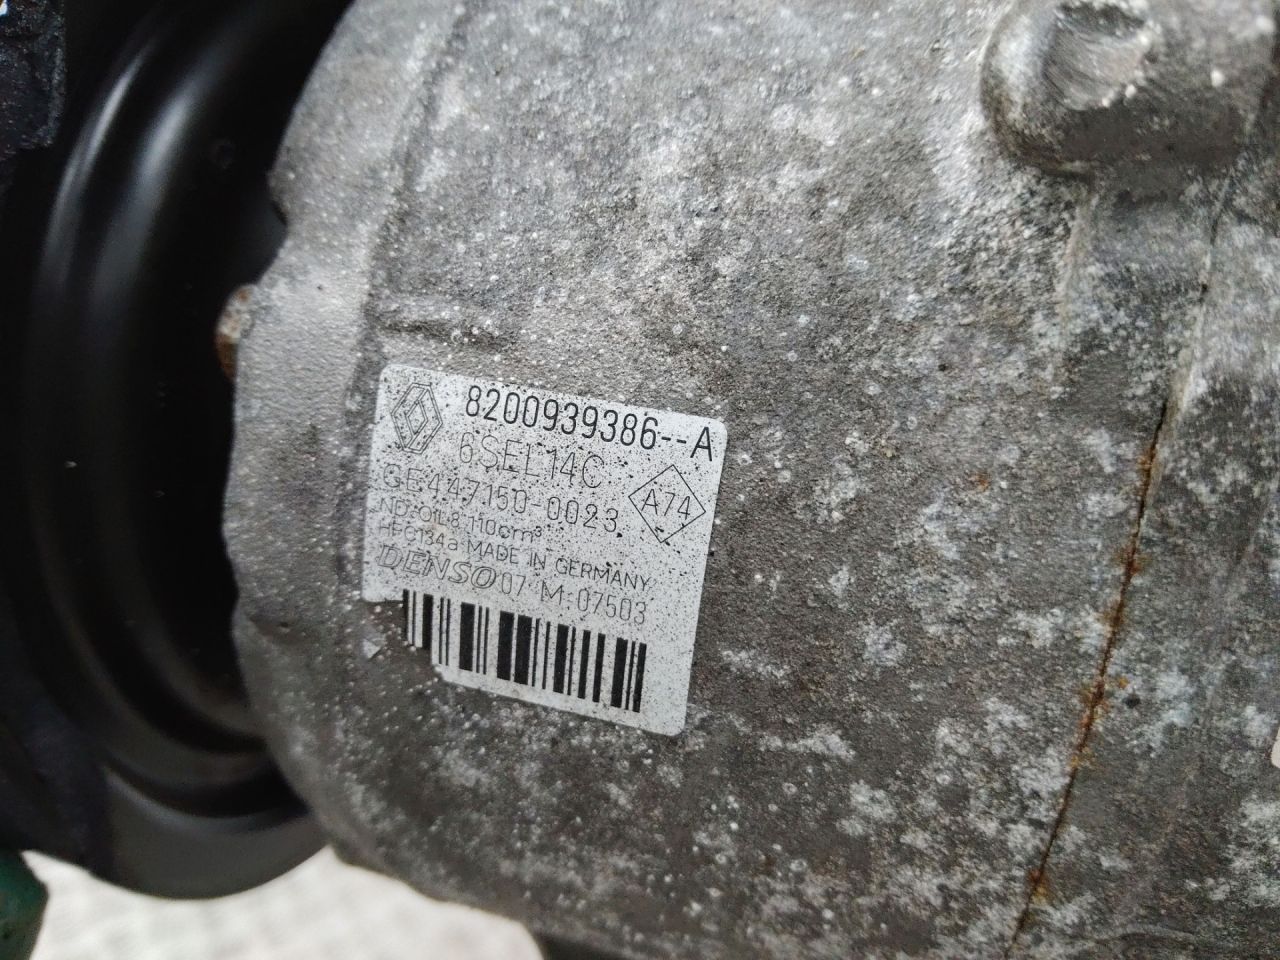 8200939386--A
6SEL14C
A74
GE447150-0023
ND-OIL8 110cm³
HFC134a MADE IN GERMANY
DENSO 07 M 07503